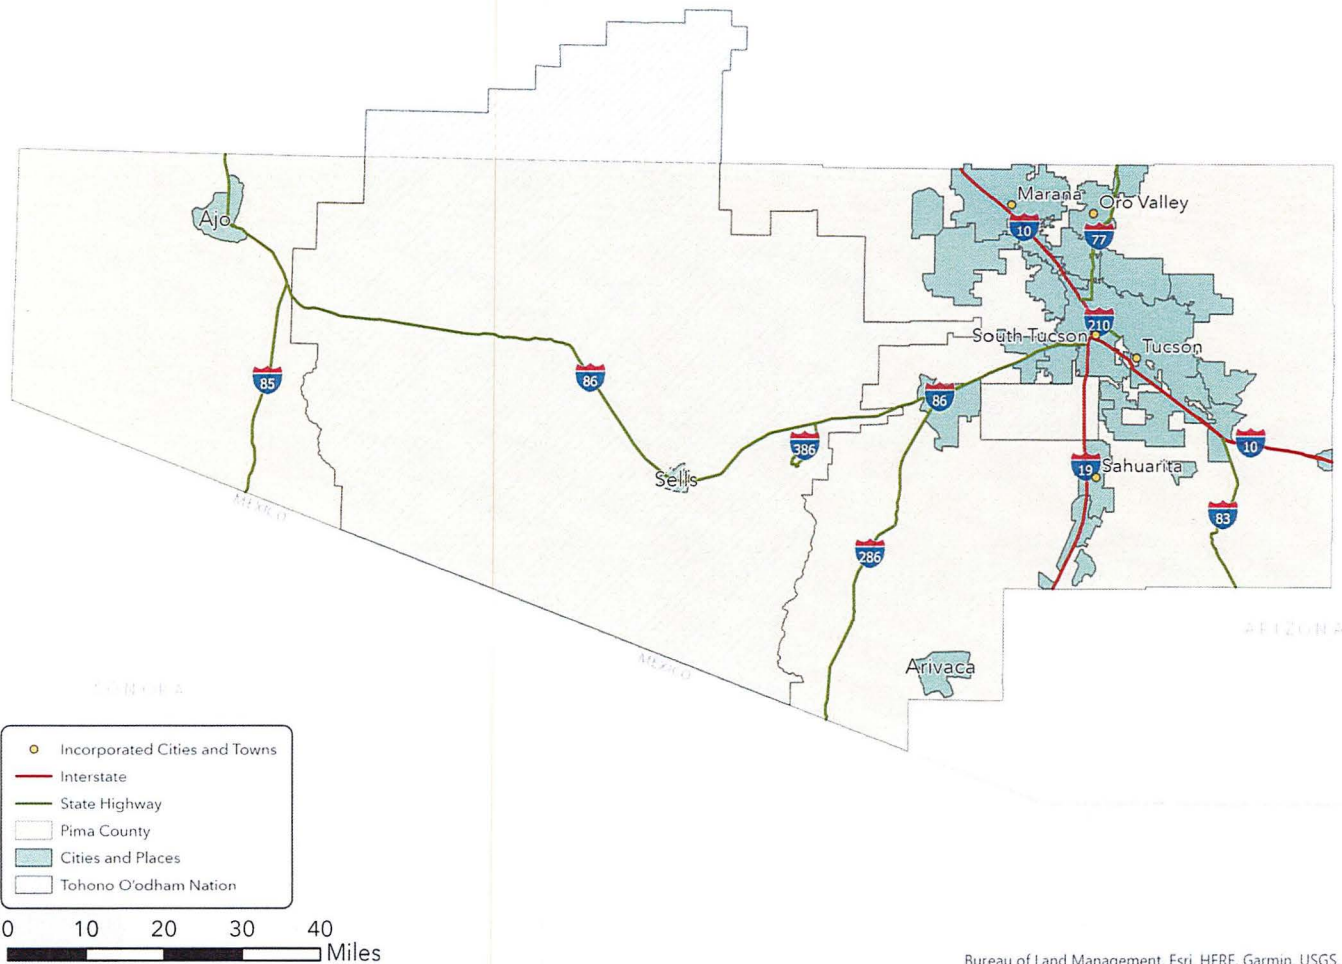 Marana
Oro Valley
Ajo
10
77
210
South Tucson
Tucson
85
86
86
386
10
19
Sahuarita
Sells
MEXICO
83
286
ARIZONA
Arivaca
MEXICO
SONORA
Incorporated Cities and Towns
Interstate
State Highway
Pima County
Cities and Places
Tohono O'odham Nation
0 10 20 30 40
Miles
Bureau of Land Management, Esri, HERE, Garmin, USGS,